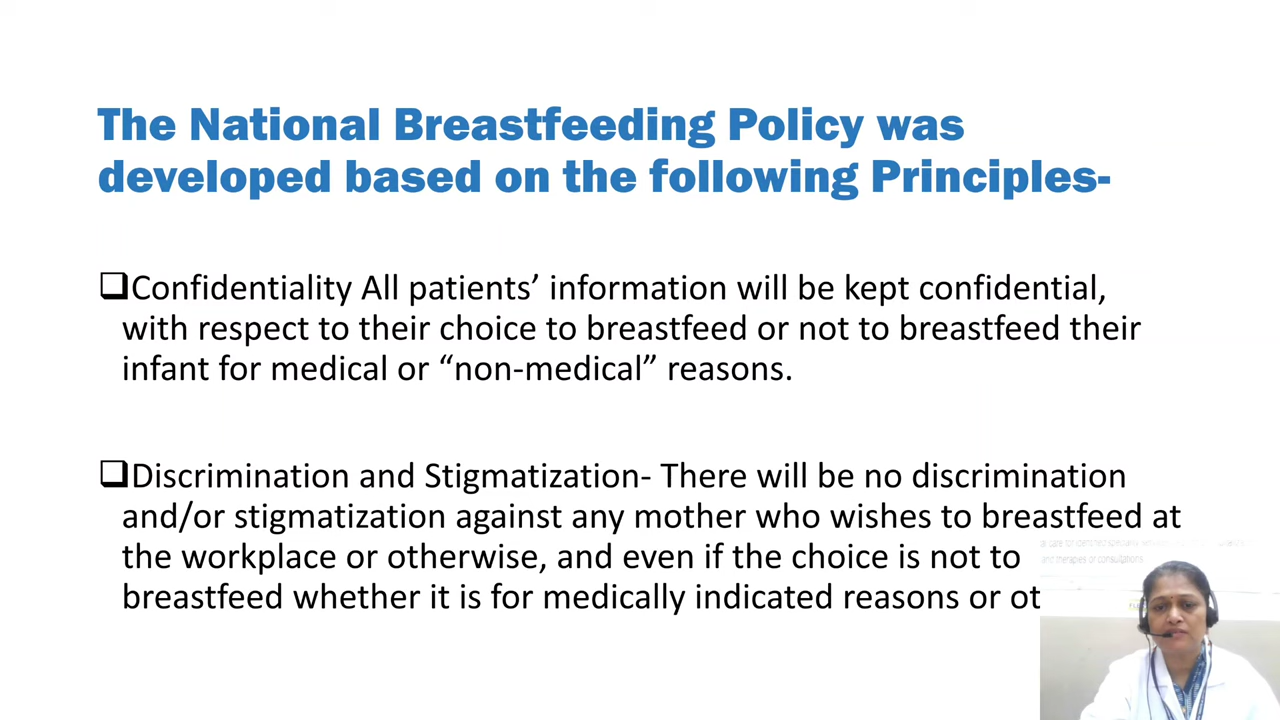 The National Breastfeeding Policy was
developed based on the following Principles-
Confidentiality All patients’ information will be kept confidential,
with respect to their choice to breastfeed or not to breastfeed their
infant for medical or “non-medical” reasons.
Discrimination and Stigmatization- There will be no discrimination
and/or stigmatization against any mother who wishes to breastfeed at
the workplace or otherwise, and even if the choice is not to
breastfeed whether it is for medically indicated reasons or
and therapies or consultations